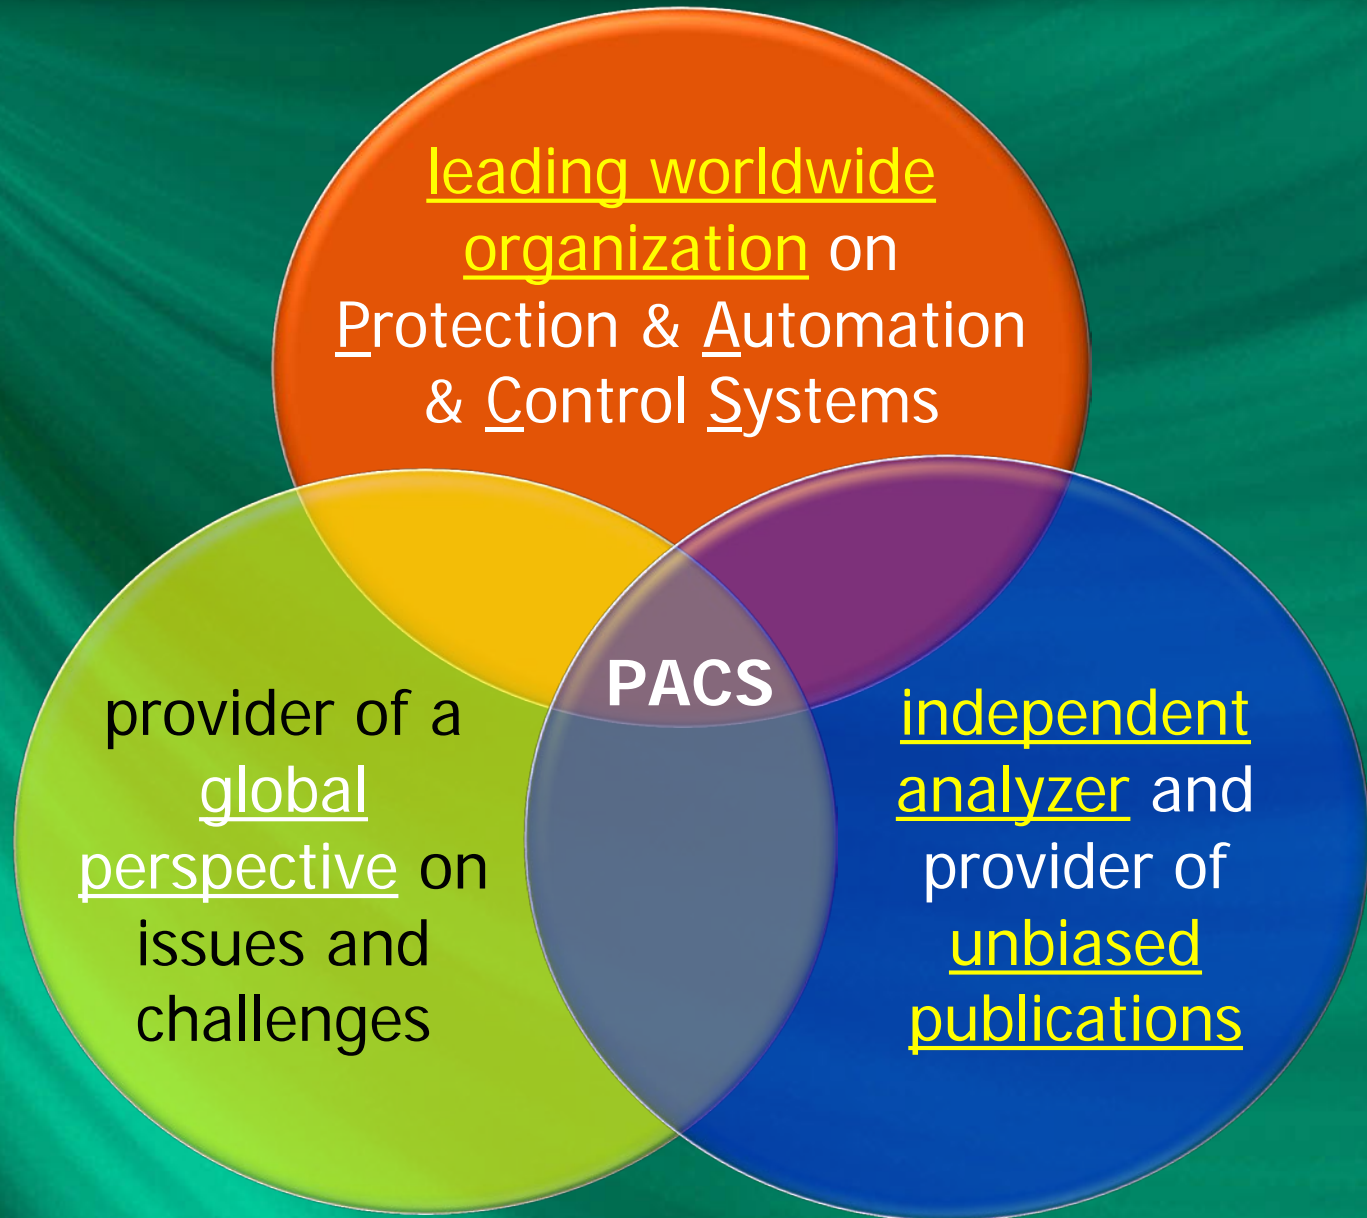 leading worldwide
organization on
Protection & Automation
& Control Systems
PACS
provider of a
global
perspective on
issues and
challenges
independent
analyzer and
provider of
unbiased
publications